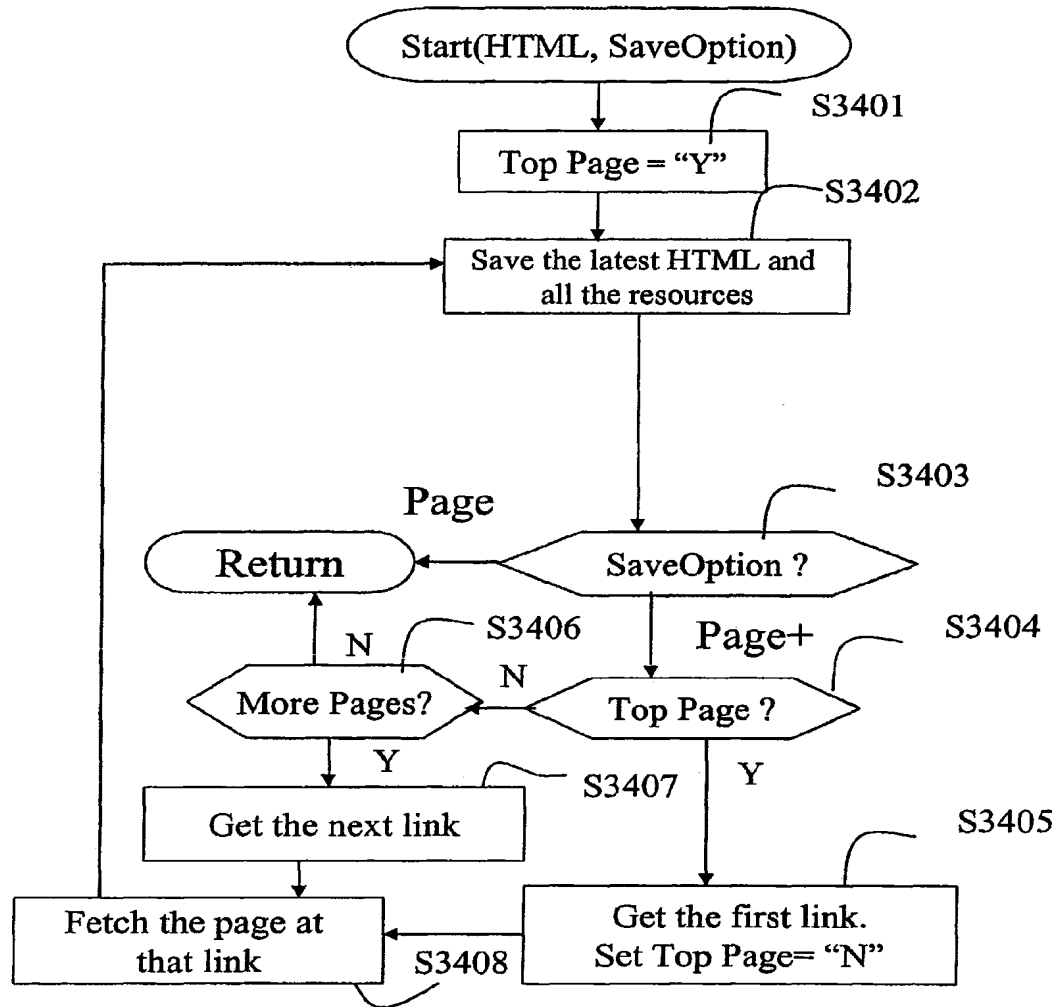 Start(HTML, SaveOption)
S3401
Top Page = “Y”
S3402
Save the latest HTML and
all the resources
S3403
Page
Return
SaveOption ?
S3406
Page+
S3404
N
N
More Pages?
Top Page ?
Y
Y
S3407
Get the next link
S3405
Fetch the page at
that link
Get the first link.
Set Top Page= “N”
S3408